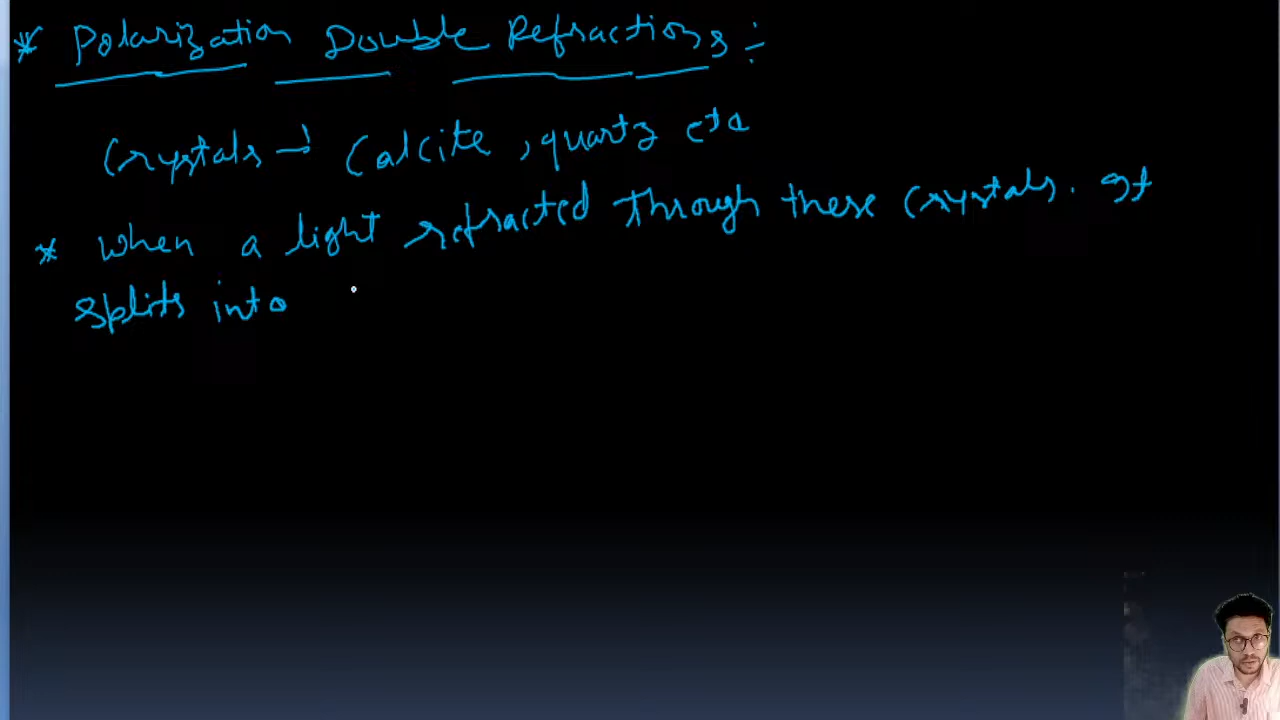 * Polarization Double Refractions :-
Crystals → Calcite, quartz etc
* When a light refracted through these crystals. It
splits into